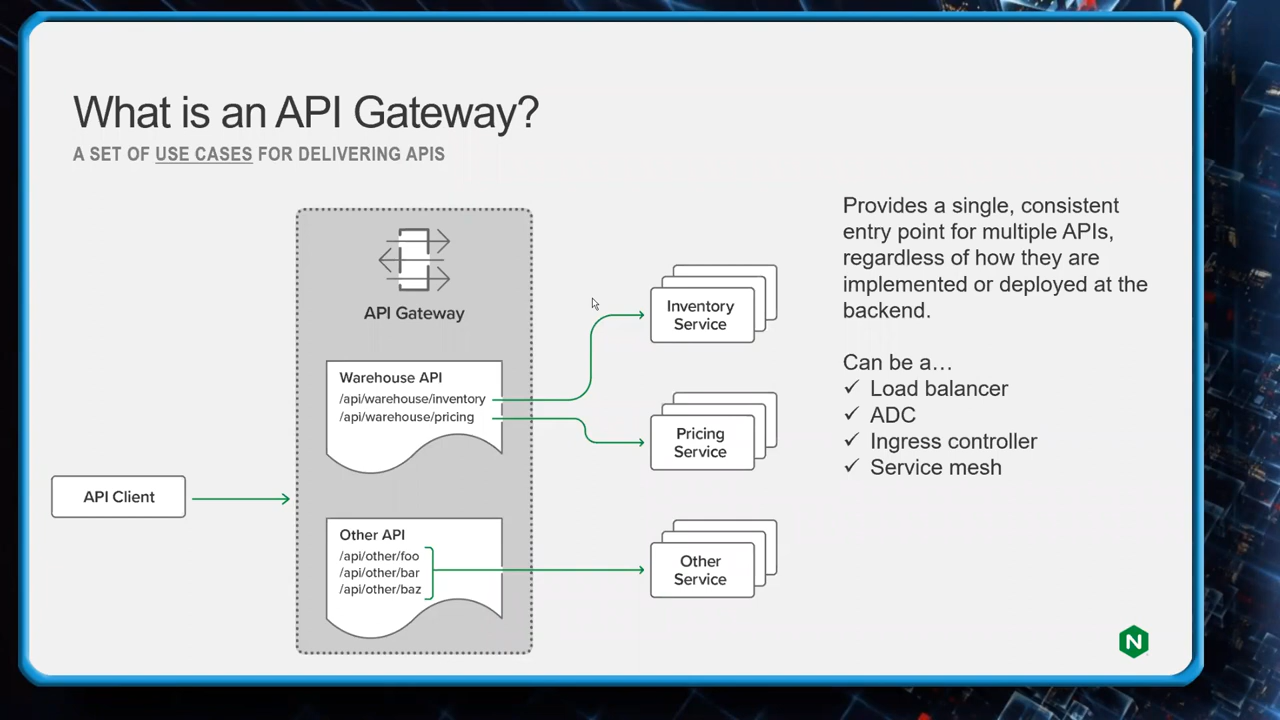 What is an API Gateway?
A SET OF USE CASES FOR DELIVERING APIS
API Gateway
Warehouse API
/api/warehouse/inventory
/api/warehouse/pricing
API Client
Other API
/api/other/foo
/api/other/bar
/api/other/baz
Inventory
Service
Pricing
Service
Other
Service
Provides a single, consistent
entry point for multiple APIs,
regardless of how they are
implemented or deployed at the
backend.
Can be a…
✓ Load balancer
✓ ADC
✓ Ingress controller
✓ Service mesh
N